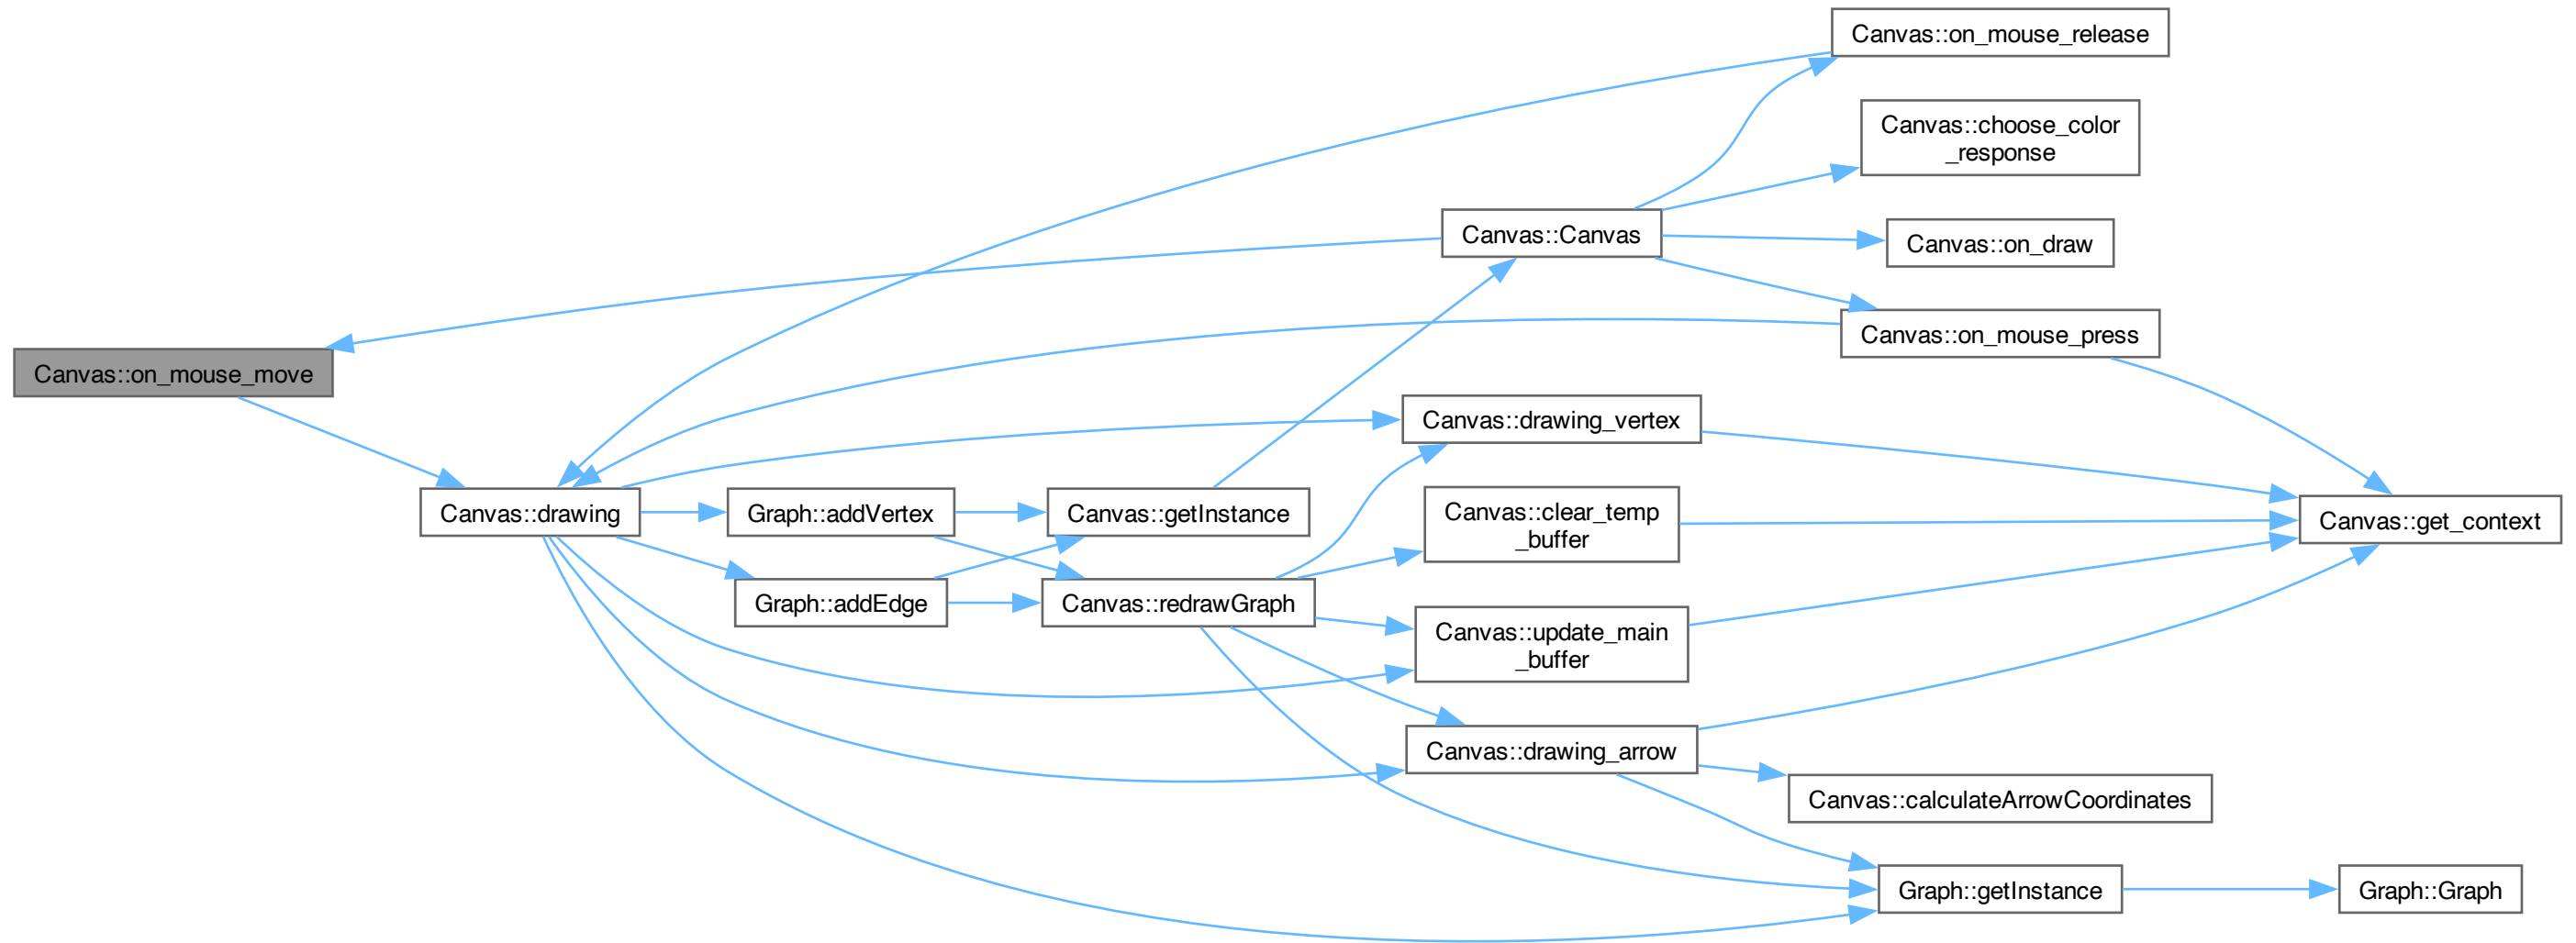 Canvas::on_mouse_release
Canvas::choose_color
_response
Canvas::Canvas
Canvas::on_draw
Canvas::on_mouse_press
Canvas::on_mouse_move
Canvas::drawing_vertex
Canvas::drawing
Graph::addVertex
Canvas::getInstance
Canvas::clear_temp
_buffer
Canvas::get_context
Graph::addEdge
Canvas::redrawGraph
Canvas::update_main
_buffer
Canvas::drawing_arrow
Canvas::calculateArrowCoordinates
Graph::getInstance
Graph::Graph